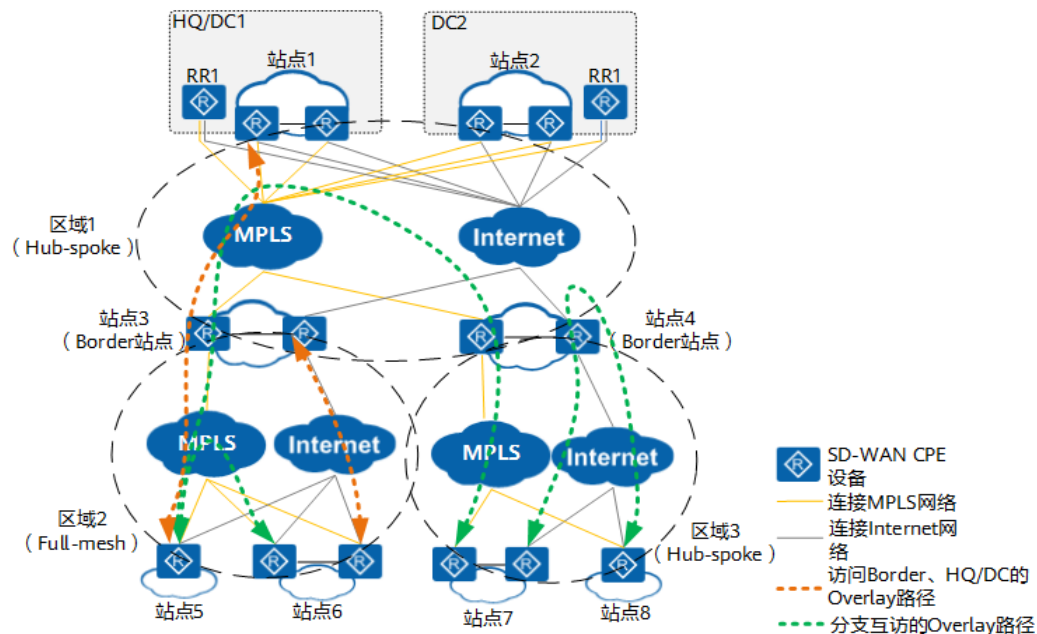 HQ/DC1
DC2
站点1
站点2
RR1
RR1
R
R
R
R
R
R
区域1
（Hub-spoke）
MPLS
Internet
站点3
（Border站点）
R
R
R
R
站点4
（Border站点）
MPLS
Internet
MPLS
Internet
区域2
（Full-mesh）
R
R
R
R
R
R
区域3
（Hub-spoke）
站点5
站点6
站点7
站点8
R
SD-WAN CPE
设备
连接MPLS网络
连接Internet网
络
访问Border、HQ/DC的
Overlay路径
分支互访的Overlay路径